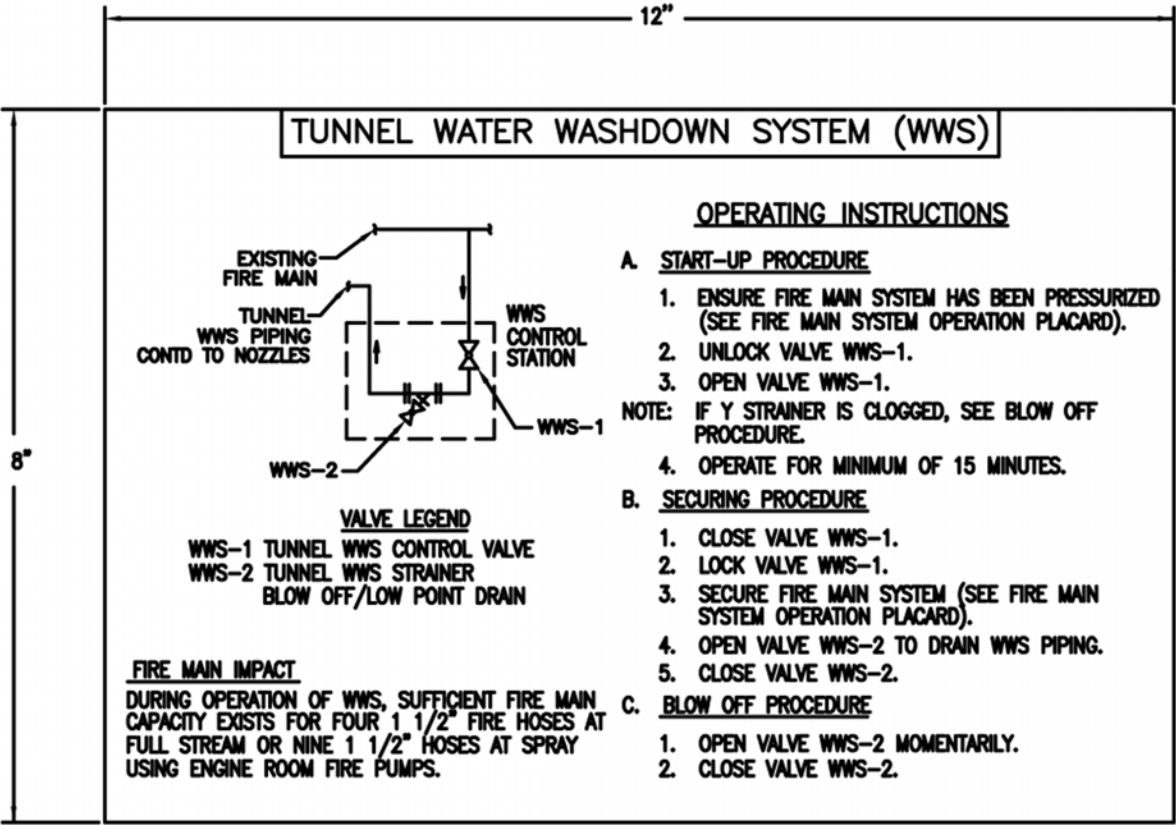 12"
8"
TUNNEL WATER WASHDOWN SYSTEM (WWS)
EXISTING
FIRE MAIN
TUNNEL
WWS PIPING
CONTD TO NOZZLES
WWS
CONTROL
STATION
WWS-1
WWS-2
VALVE LEGEND
WWS-1 TUNNEL WWS CONTROL VALVE
WWS-2 TUNNEL WWS STRAINER
BLOW OFF/LOW POINT DRAIN
FIRE MAIN IMPACT
DURING OPERATION OF WWS, SUFFICIENT FIRE MAIN
CAPACITY EXISTS FOR FOUR 1 1/2" FIRE HOSES AT
FULL STREAM OR NINE 1 1/2" HOSES AT SPRAY
USING ENGINE ROOM FIRE PUMPS.
OPERATING INSTRUCTIONS
A. START-UP PROCEDURE
1. ENSURE FIRE MAIN SYSTEM HAS BEEN PRESSURIZED
(SEE FIRE MAIN SYSTEM OPERATION PLACARD).
2. UNLOCK VALVE WWS-1.
3. OPEN VALVE WWS-1.
NOTE: IF Y STRAINER IS CLOGGED, SEE BLOW OFF
PROCEDURE.
4. OPERATE FOR MINIMUM OF 15 MINUTES.
B. SECURING PROCEDURE
1. CLOSE VALVE WWS-1.
2. LOCK VALVE WWS-1.
3. SECURE FIRE MAIN SYSTEM (SEE FIRE MAIN
SYSTEM OPERATION PLACARD).
4. OPEN VALVE WWS-2 TO DRAIN WWS PIPING.
5. CLOSE VALVE WWS-2.
C. BLOW OFF PROCEDURE
1. OPEN VALVE WWS-2 MOMENTARILY.
2. CLOSE VALVE WWS-2.